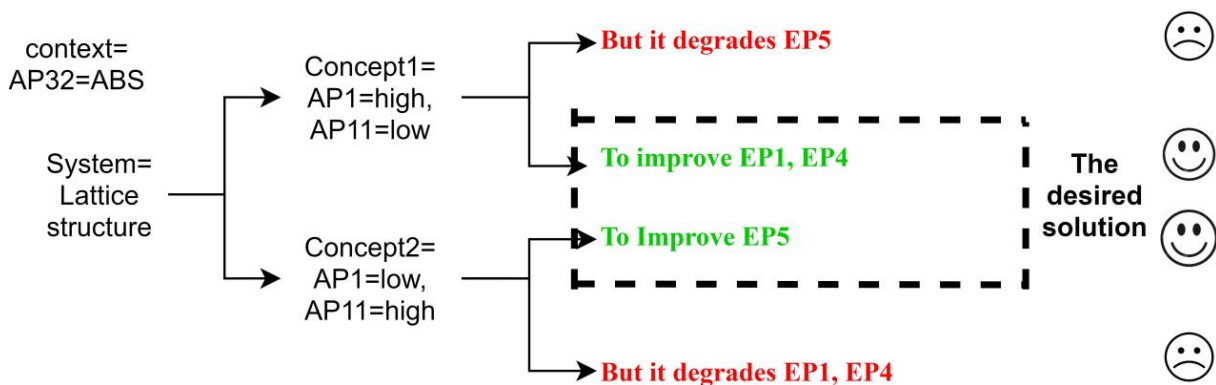 context=
AP32=ABS
System=
Lattice
structure
Concept1=
AP1=high,
AP11=low
Concept2=
AP1=low,
AP11=high
But it degrades EP5
To improve EP1, EP4
To Improve EP5
But it degrades EP1, EP4
The
desired
solution